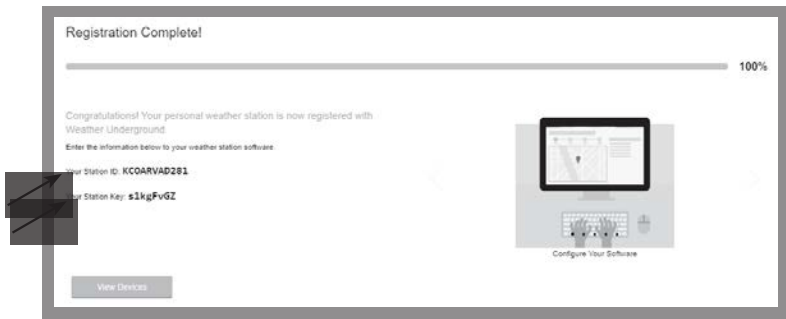 Registration Complete!
100%
Congratulations! Your personal weather station is now registered with
Weather Underground
Enter the information below to your weather station software.
Your Station ID: KCOARVAD281
Your Station Key: s1kgFvGZ
Configure Your Software
View Devices